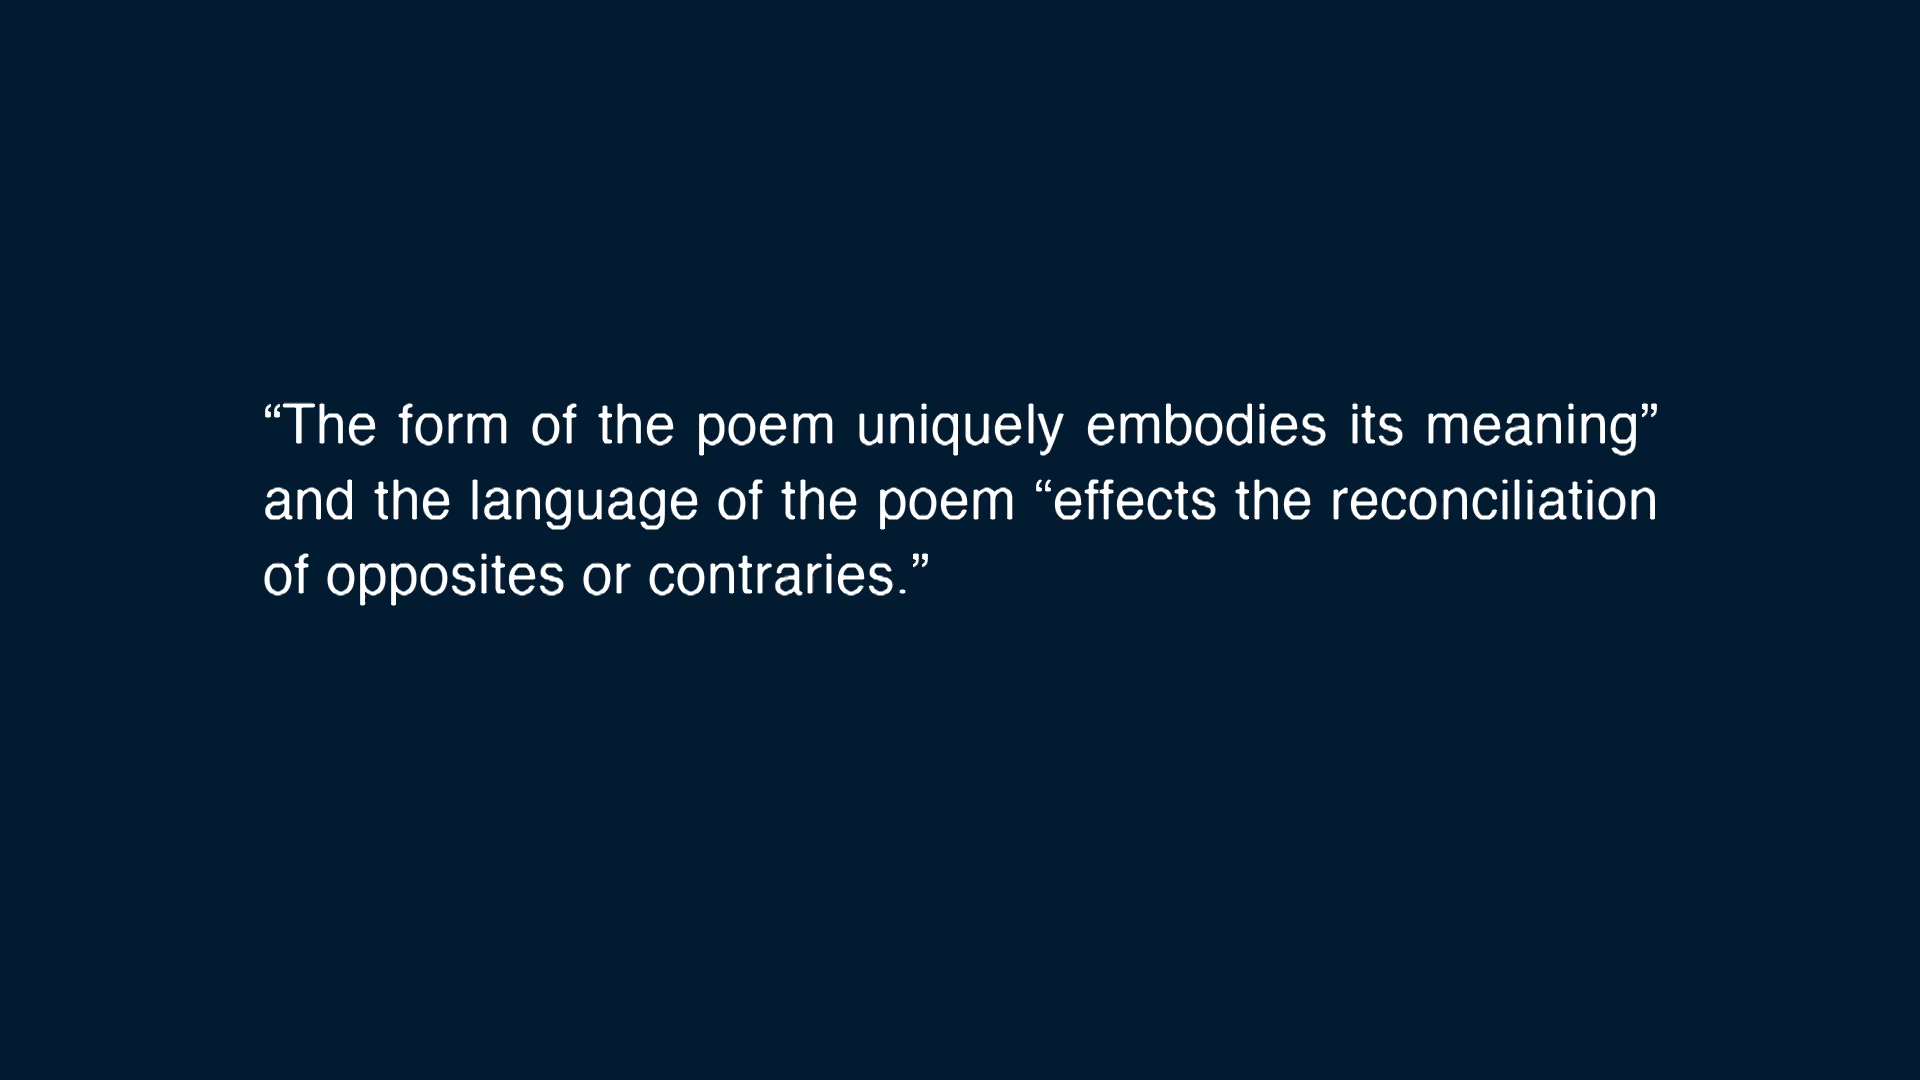 “The form of the poem uniquely embodies its meaning”
and the language of the poem “effects the reconciliation
of opposites or contraries.”